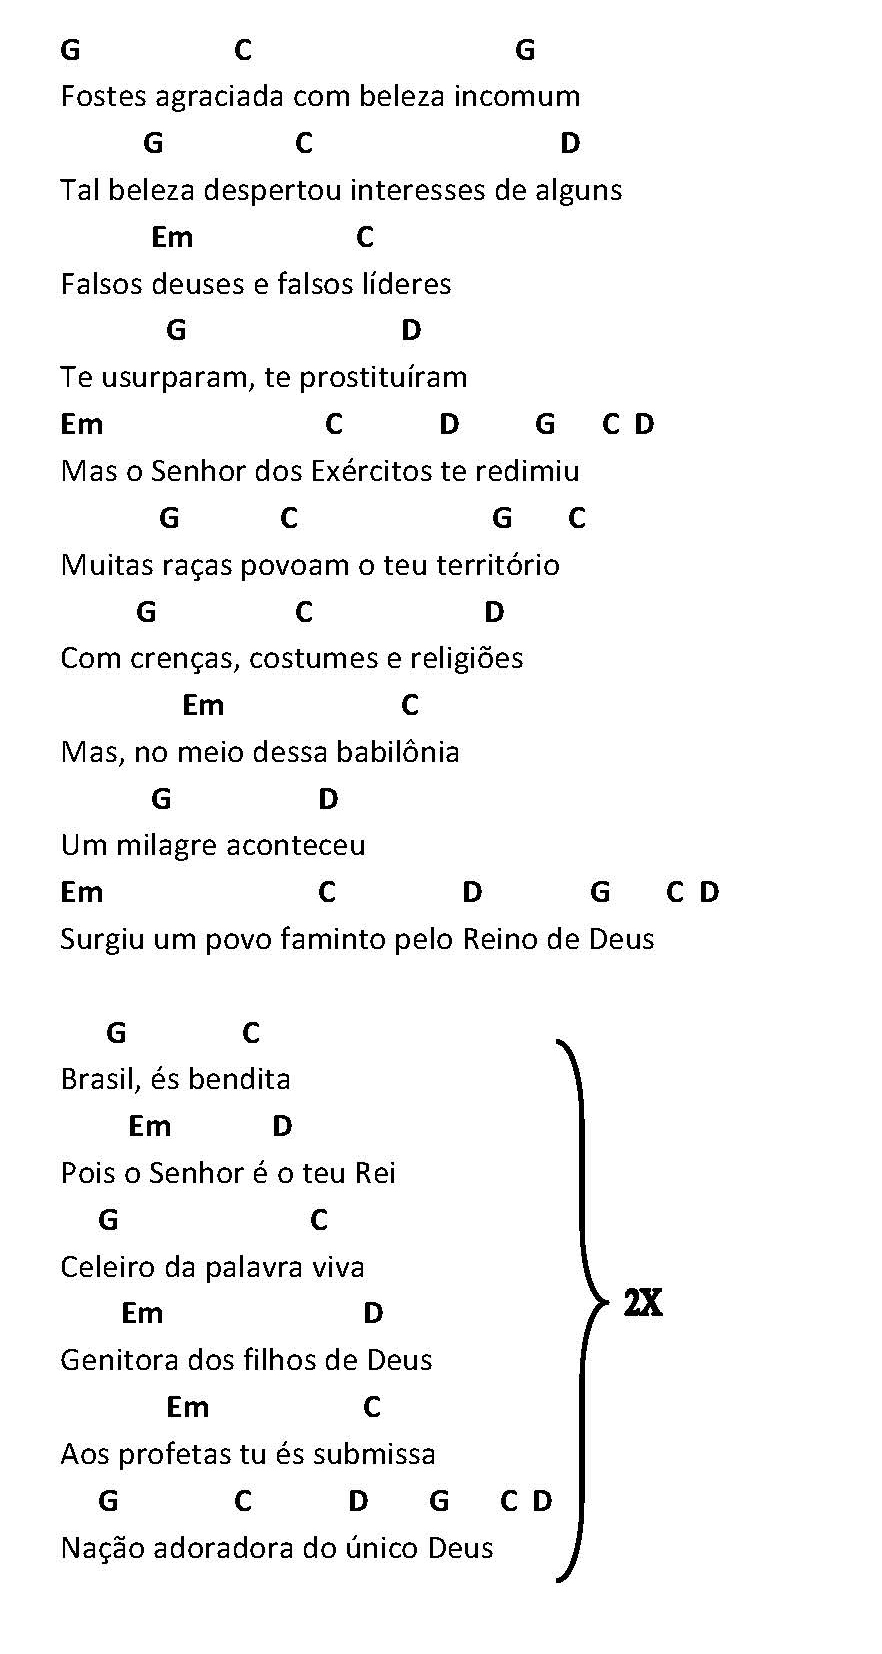 G C G
Fostes agraciada com beleza incomum
G C D
Tal beleza despertou interesses de alguns
Em C
Falsos deuses e falsos líderes
G D
Te usurparam, te prostituíram
Em C D G C D
Mas o Senhor dos Exércitos te redimiu
G C G C
Muitas raças povoam o teu território
G C D
Com crenças, costumes e religiões
Em C
Mas, no meio dessa babilônia
G D
Um milagre aconteceu
Em C D G C D
Surgiu um povo faminto pelo Reino de Deus
G C
Brasil, és bendita
Em D
Pois o Senhor é o teu Rei
G C
Celeiro da palavra viva
Em D
Genitora dos filhos de Deus
Em C
Aos profetas tu és submissa
G C D G C D
Nação adoradora do único Deus
2X